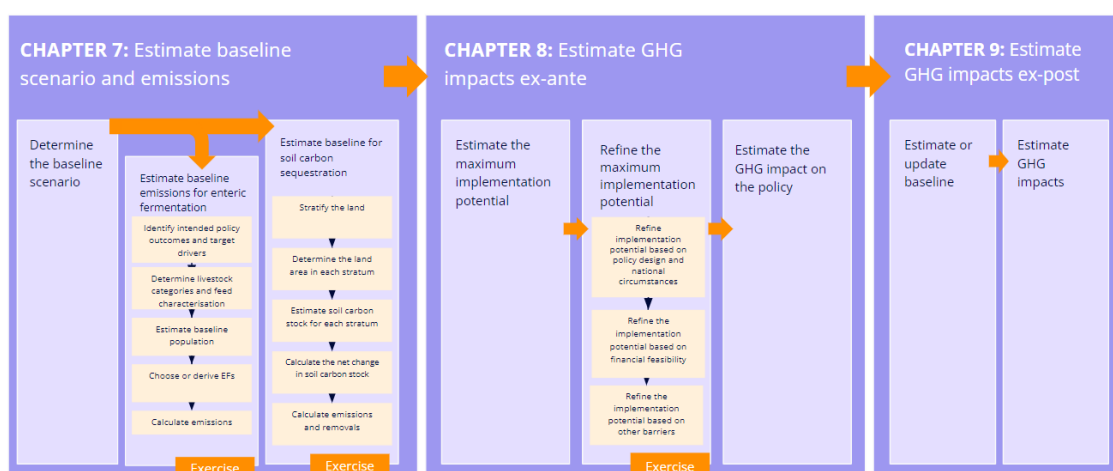 CHAPTER 7: Estimate baseline
scenario and emissions
Determine
the baseline
scenario
Estimate baseline
emissions for enteric
fermentation
Identify intended policy
outcomes and target
drivers
Determine livestock
categories and feed
characterisation
Estimate baseline
population
Choose or derive EFs
Calculate emissions
Exercise
Estimate baseline for
soil carbon
sequestration
Stratify the land
Determine the land
area in each stratum
Estimate soil carbon
stock for each stratum
Calculate the net change
in soil carbon stock
Calculate emissions
and removals
Exercise
CHAPTER 8: Estimate GHG
impacts ex-ante
Estimate the
maximum
implementation
potential
Refine the
maximum
implementation
potential
Refine
implementation
potential based on
policy design and
national
circumstances
Refine the
implementation
potential based on
financial feasibility
Refine the
implementation
potential based on
other barriers
Exercise
Estimate the
GHG impact on
the policy
CHAPTER 9: Estimate
GHG impacts ex-post
Estimate or
update
baseline
Estimate
GHG
impacts